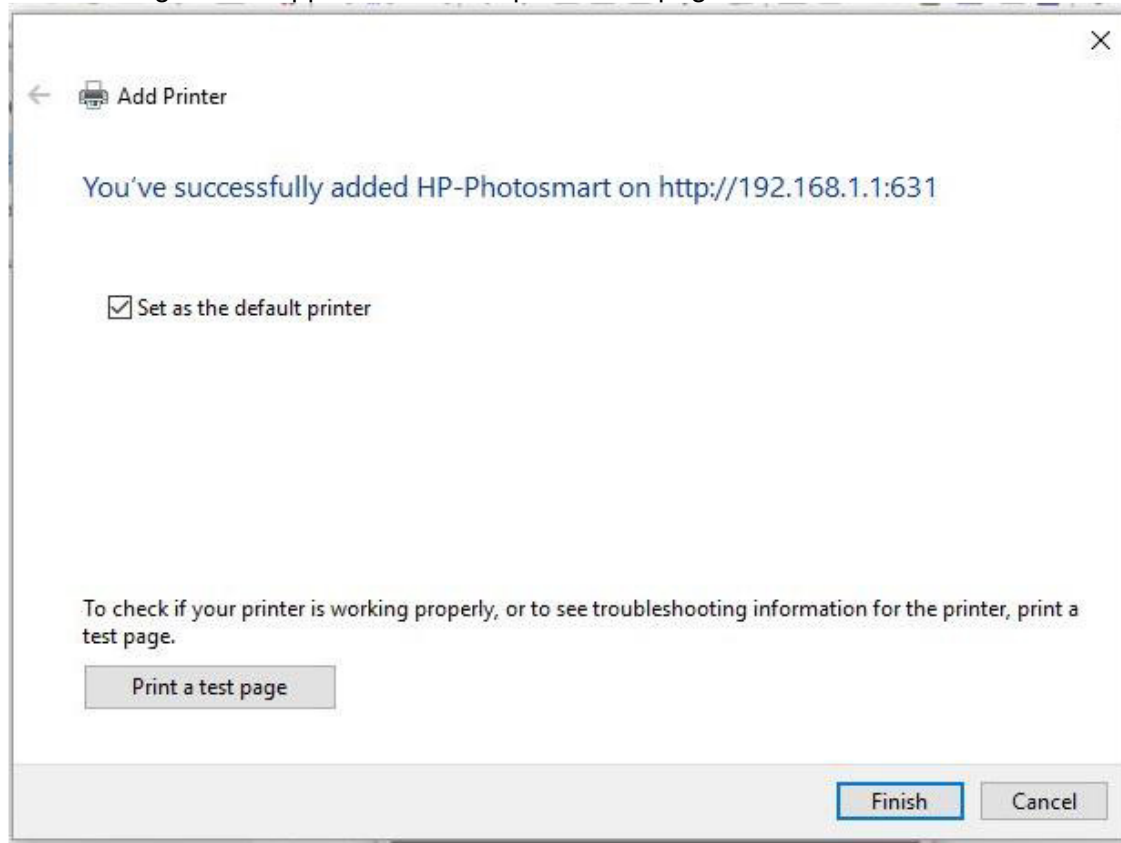 Add Printer
You've successfully added HP-Photosmart on http://192.168.1.1:631
Set as the default printer
To check if your printer is working properly, or to see troubleshooting information for the printer, print a
test page.
Print a test page
Finish Cancel